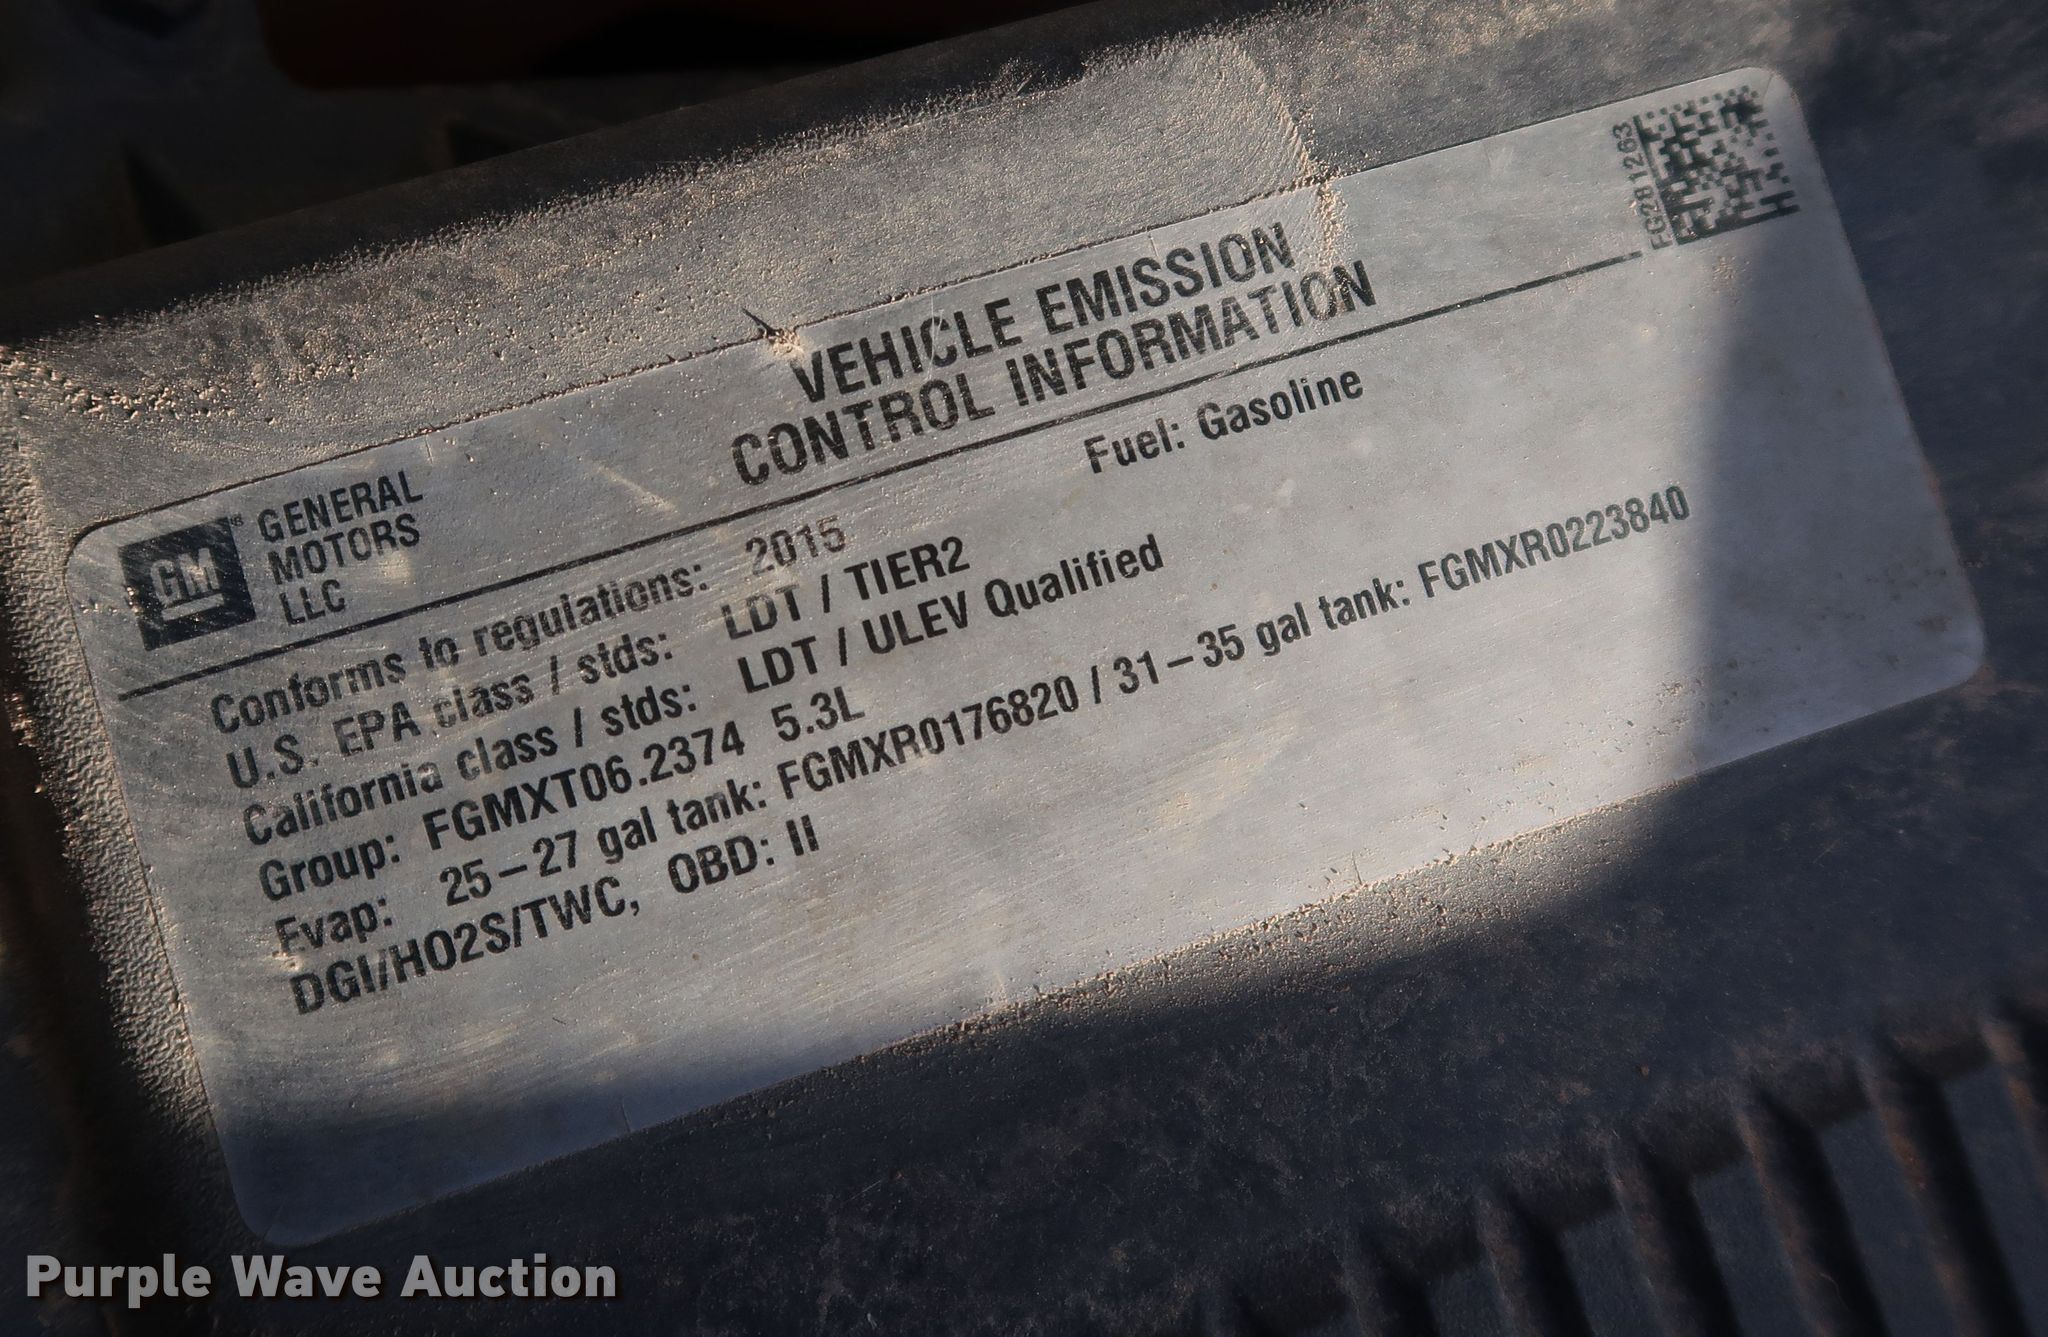 GM
GENERAL
MOTORS
LLC
VEHICLE EMISSION
CONTROL INFORMATION
FG2811263
Conforms to regulations: 2015 Fuel: Gasoline
U.S. EPA class / stds: LDT / TIER2
California class / stds: LDT / ULEV Qualified
Group: FGMXT06.2374 5.3L
Evap: 25–27 gal tank: FGMXR0176820 / 31–35 gal tank: FGMXR0223840
DGI/HO2S/TWC, OBD: II
Purple Wave Auction